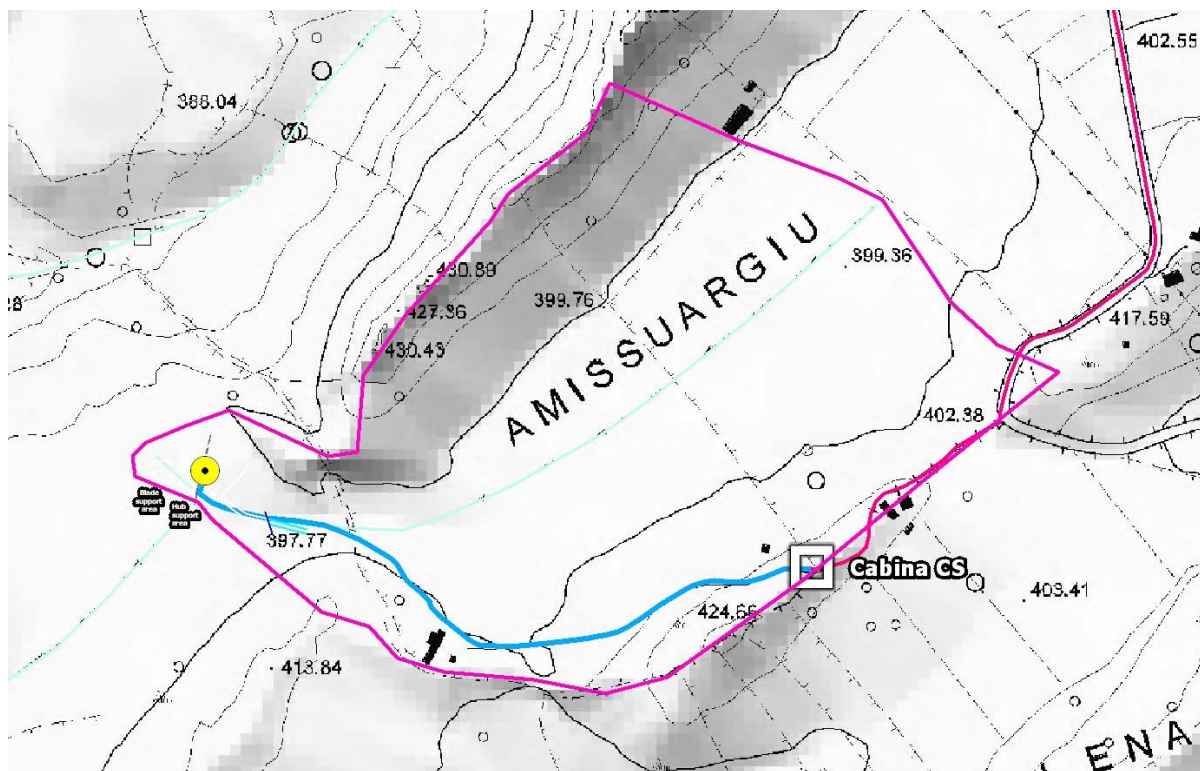 402.55
388.04
430.89
399.36
427.36
399.76
417.59
430.43
AMISSUARGIU
402.38
Blade
support
area
Hub
support
area
397.77
Cabina CS
403.41
424.66
413.84
ENA